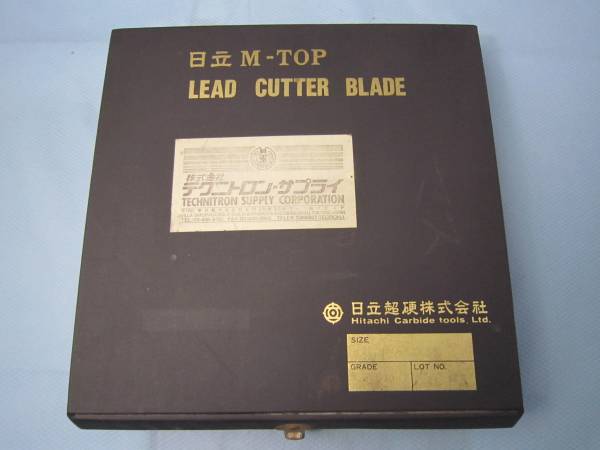 日立 M-TOP
LEAD CUTTER BLADE
株式会社
テクニトロン・サプライ
TECHNITRON SUPPLY CORPORATION
日立超硬株式会社
Hitachi Carbide tools, Ltd.
SIZE
GRADE
LOT NO.